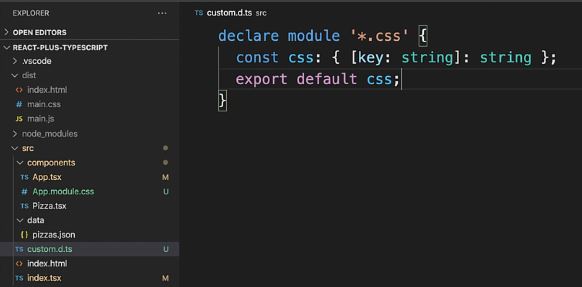 EXPLORER
...
OPEN EDITORS
REACT-PLUS-TYPESCRIPT
.vscode
dist
<> index.html
# main.css
JS main.js
node_modules
src
components
TS App.tsx M
# App.module.css U
TS Pizza.tsx
data
{} pizzas.json
TS custom.d.ts U
<> index.html
TS index.tsx M
TS custom.d.ts src
declare module '*.css' {
const css: { [key: string]: string };
export default css;
}